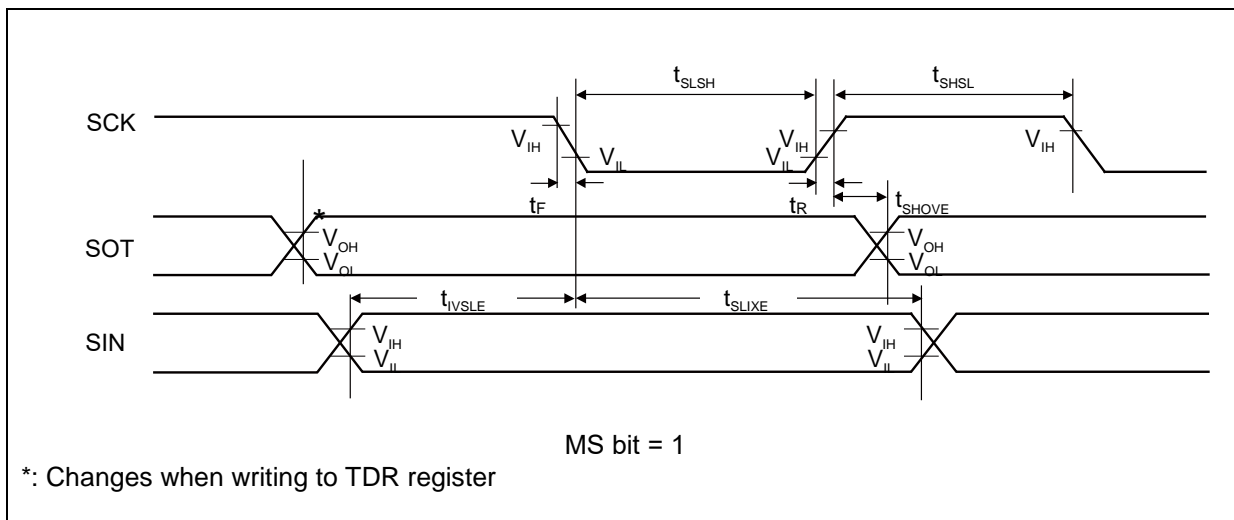 tSLSH tSHSL
SCK VIH VIL VIH VIL VIH
tF tR tSHOVE
SOT * VOH VOL VOH VOL
tIVSLE tSLIXE
SIN VIH VIL VIH VIL
MS bit = 1
*: Changes when writing to TDR register